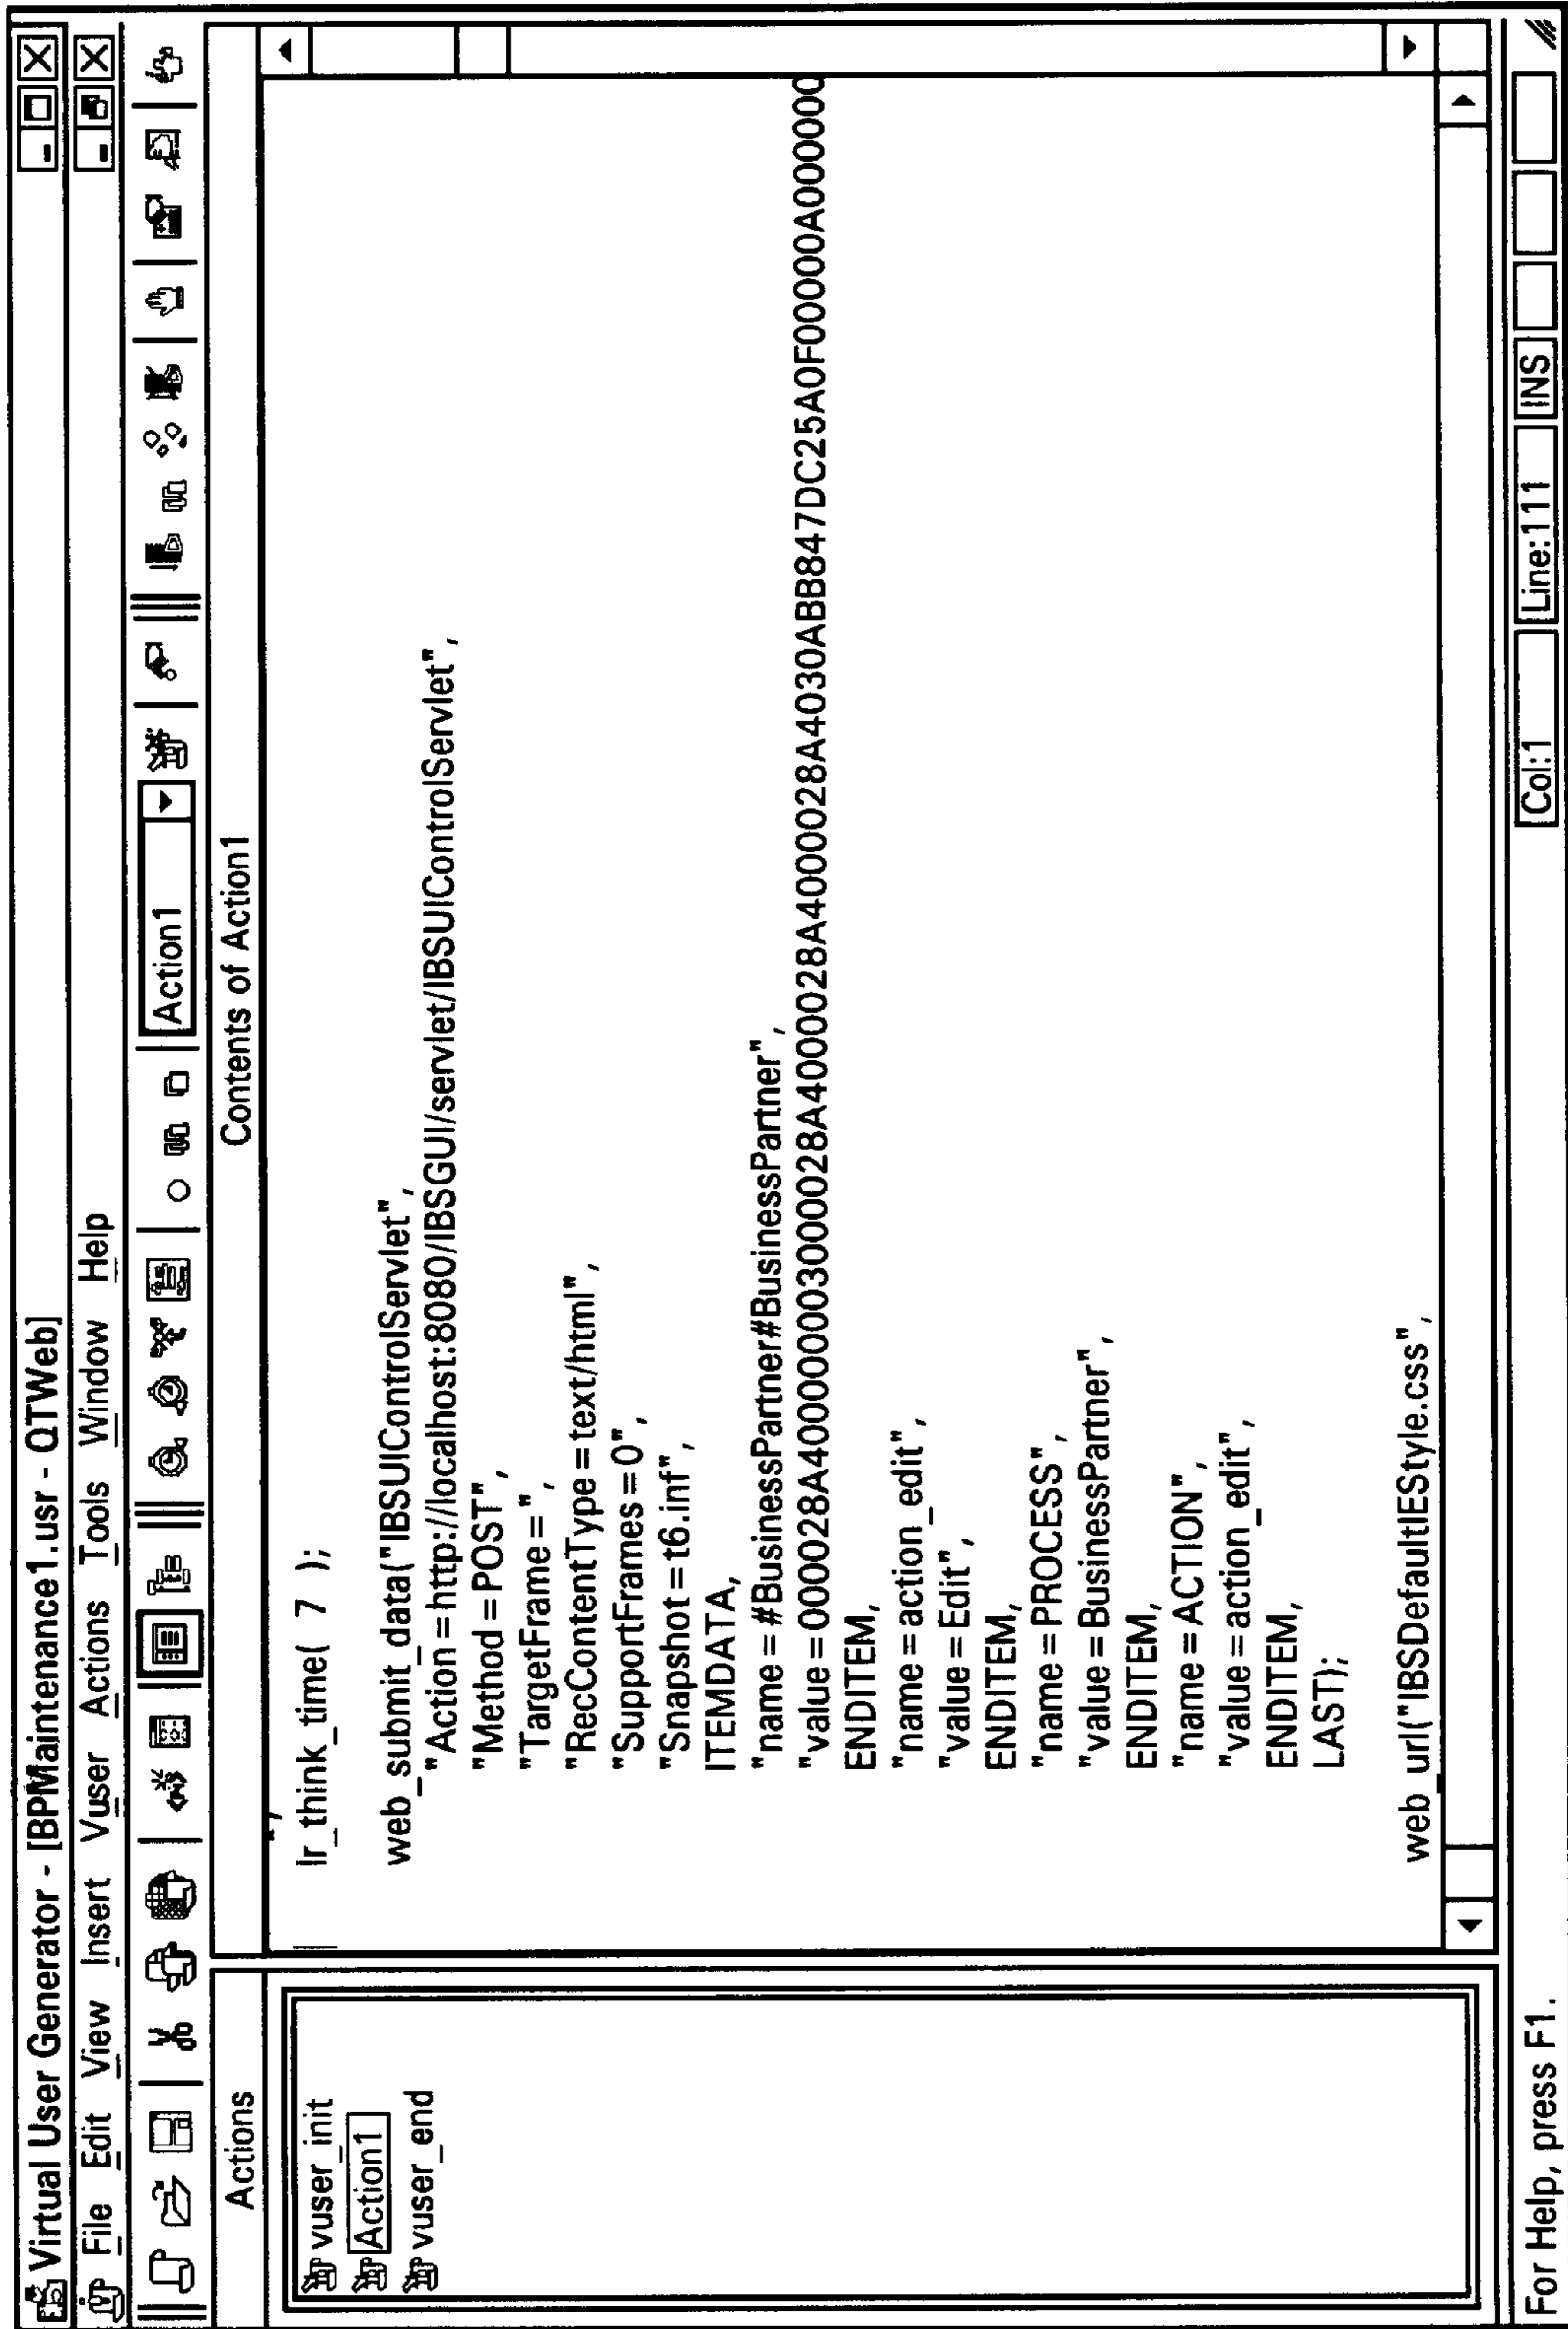 Virtual User Generator - [BPMaintenance1.usr - QTWeb]
File Edit View Insert Vuser Actions Tools Window Help
Action1
Actions
Contents of Action1
vuser_init
Action1
vuser_end
lr_think_time( 7 );
web_submit_data("IBSUIControlServlet",
"Action=http://localhost:8080/IBSGUI/servlet/IBSUIControlServlet",
"Method=POST",
"TargetFrame=",
"RecContentType=text/html",
"SupportFrames=0",
"Snapshot=t6.inf",
ITEMDATA,
"name=#BusinessPartner#BusinessPartner",
"value=000028A400000003000028A4000028A4000028A4030ABB847DC25A0F00000A000000
ENDITEM,
"name=action_edit",
"value=Edit",
ENDITEM,
"name=PROCESS",
"value=BusinessPartner",
ENDITEM,
"name=ACTION",
"value=action_edit",
ENDITEM,
LAST);
web_url("IBSDefaultIEStyle.css",
For Help, press F1.
Col:1 Line:111 INS